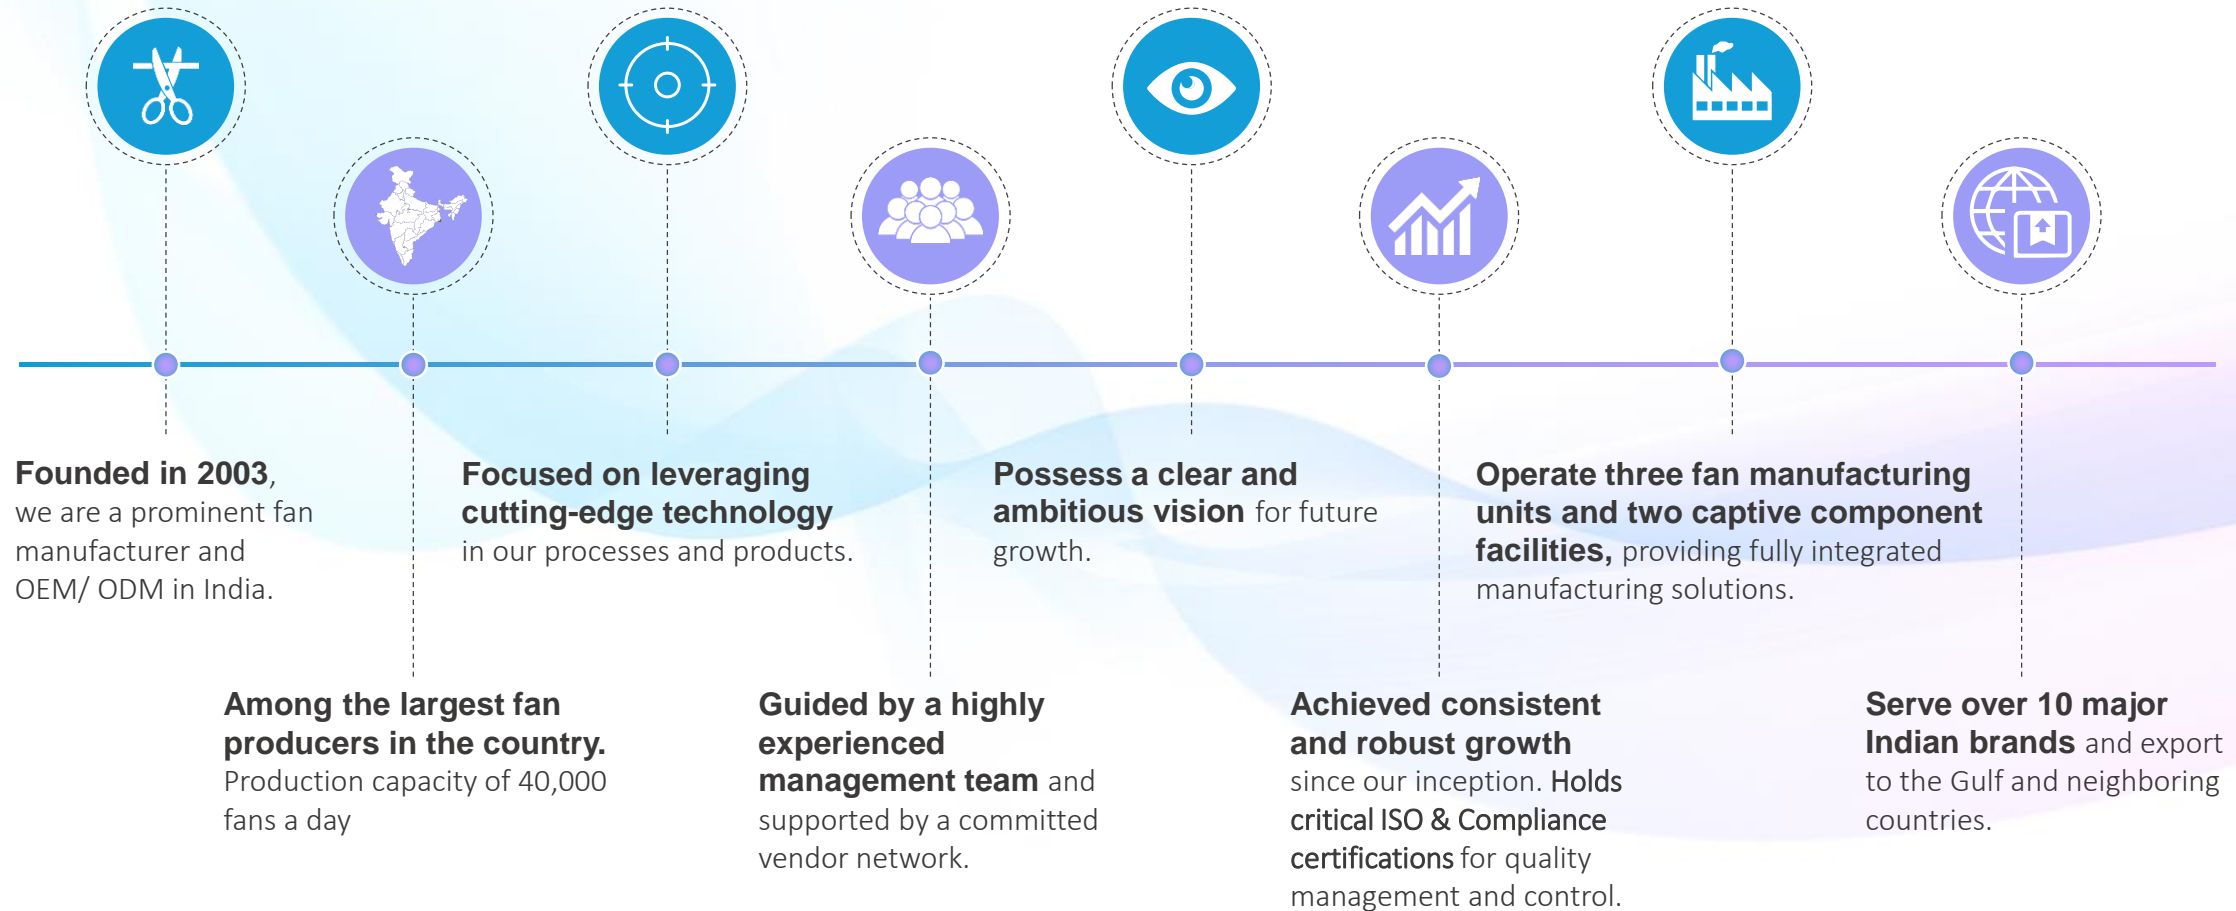 Founded in 2003,
we are a prominent fan
manufacturer and
OEM/ ODM in India.
Among the largest fan
producers in the country.
Production capacity of 40,000
fans a day
Focused on leveraging
cutting-edge technology
in our processes and products.
Guided by a highly
experienced
management team and
supported by a committed
vendor network.
Possess a clear and
ambitious vision for future
growth.
Achieved consistent
and robust growth
since our inception. Holds
critical ISO & Compliance
certifications for quality
management and control.
Operate three fan manufacturing
units and two captive component
facilities, providing fully integrated
manufacturing solutions.
Serve over 10 major
Indian brands and export
to the Gulf and neighboring
countries.